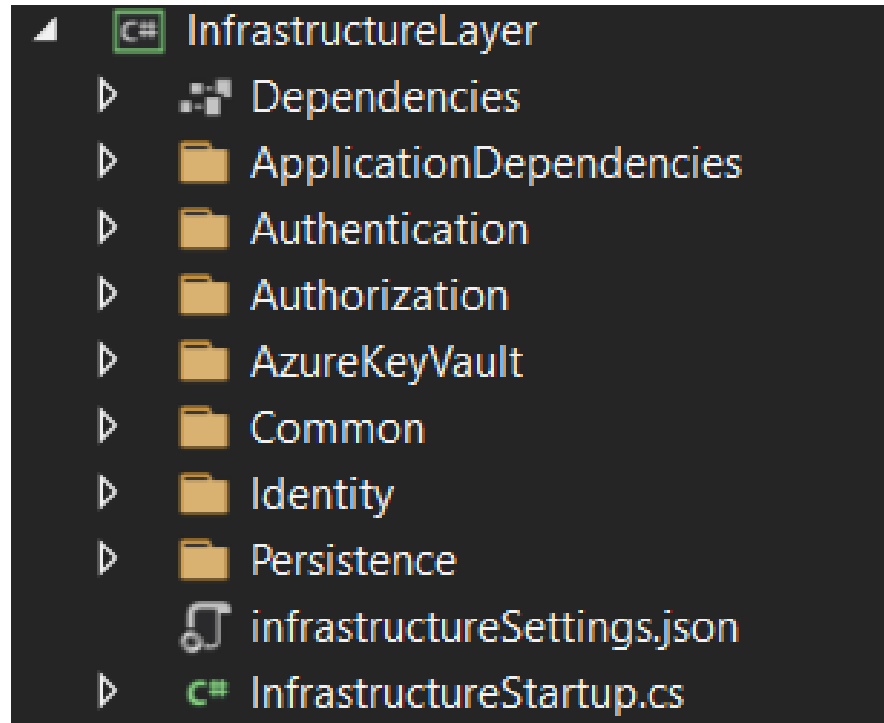 C# InfrastructureLayer
Dependencies
ApplicationDependencies
Authentication
Authorization
AzureKeyVault
Common
Identity
Persistence
infrastructureSettings.json
C# InfrastructureStartup.cs